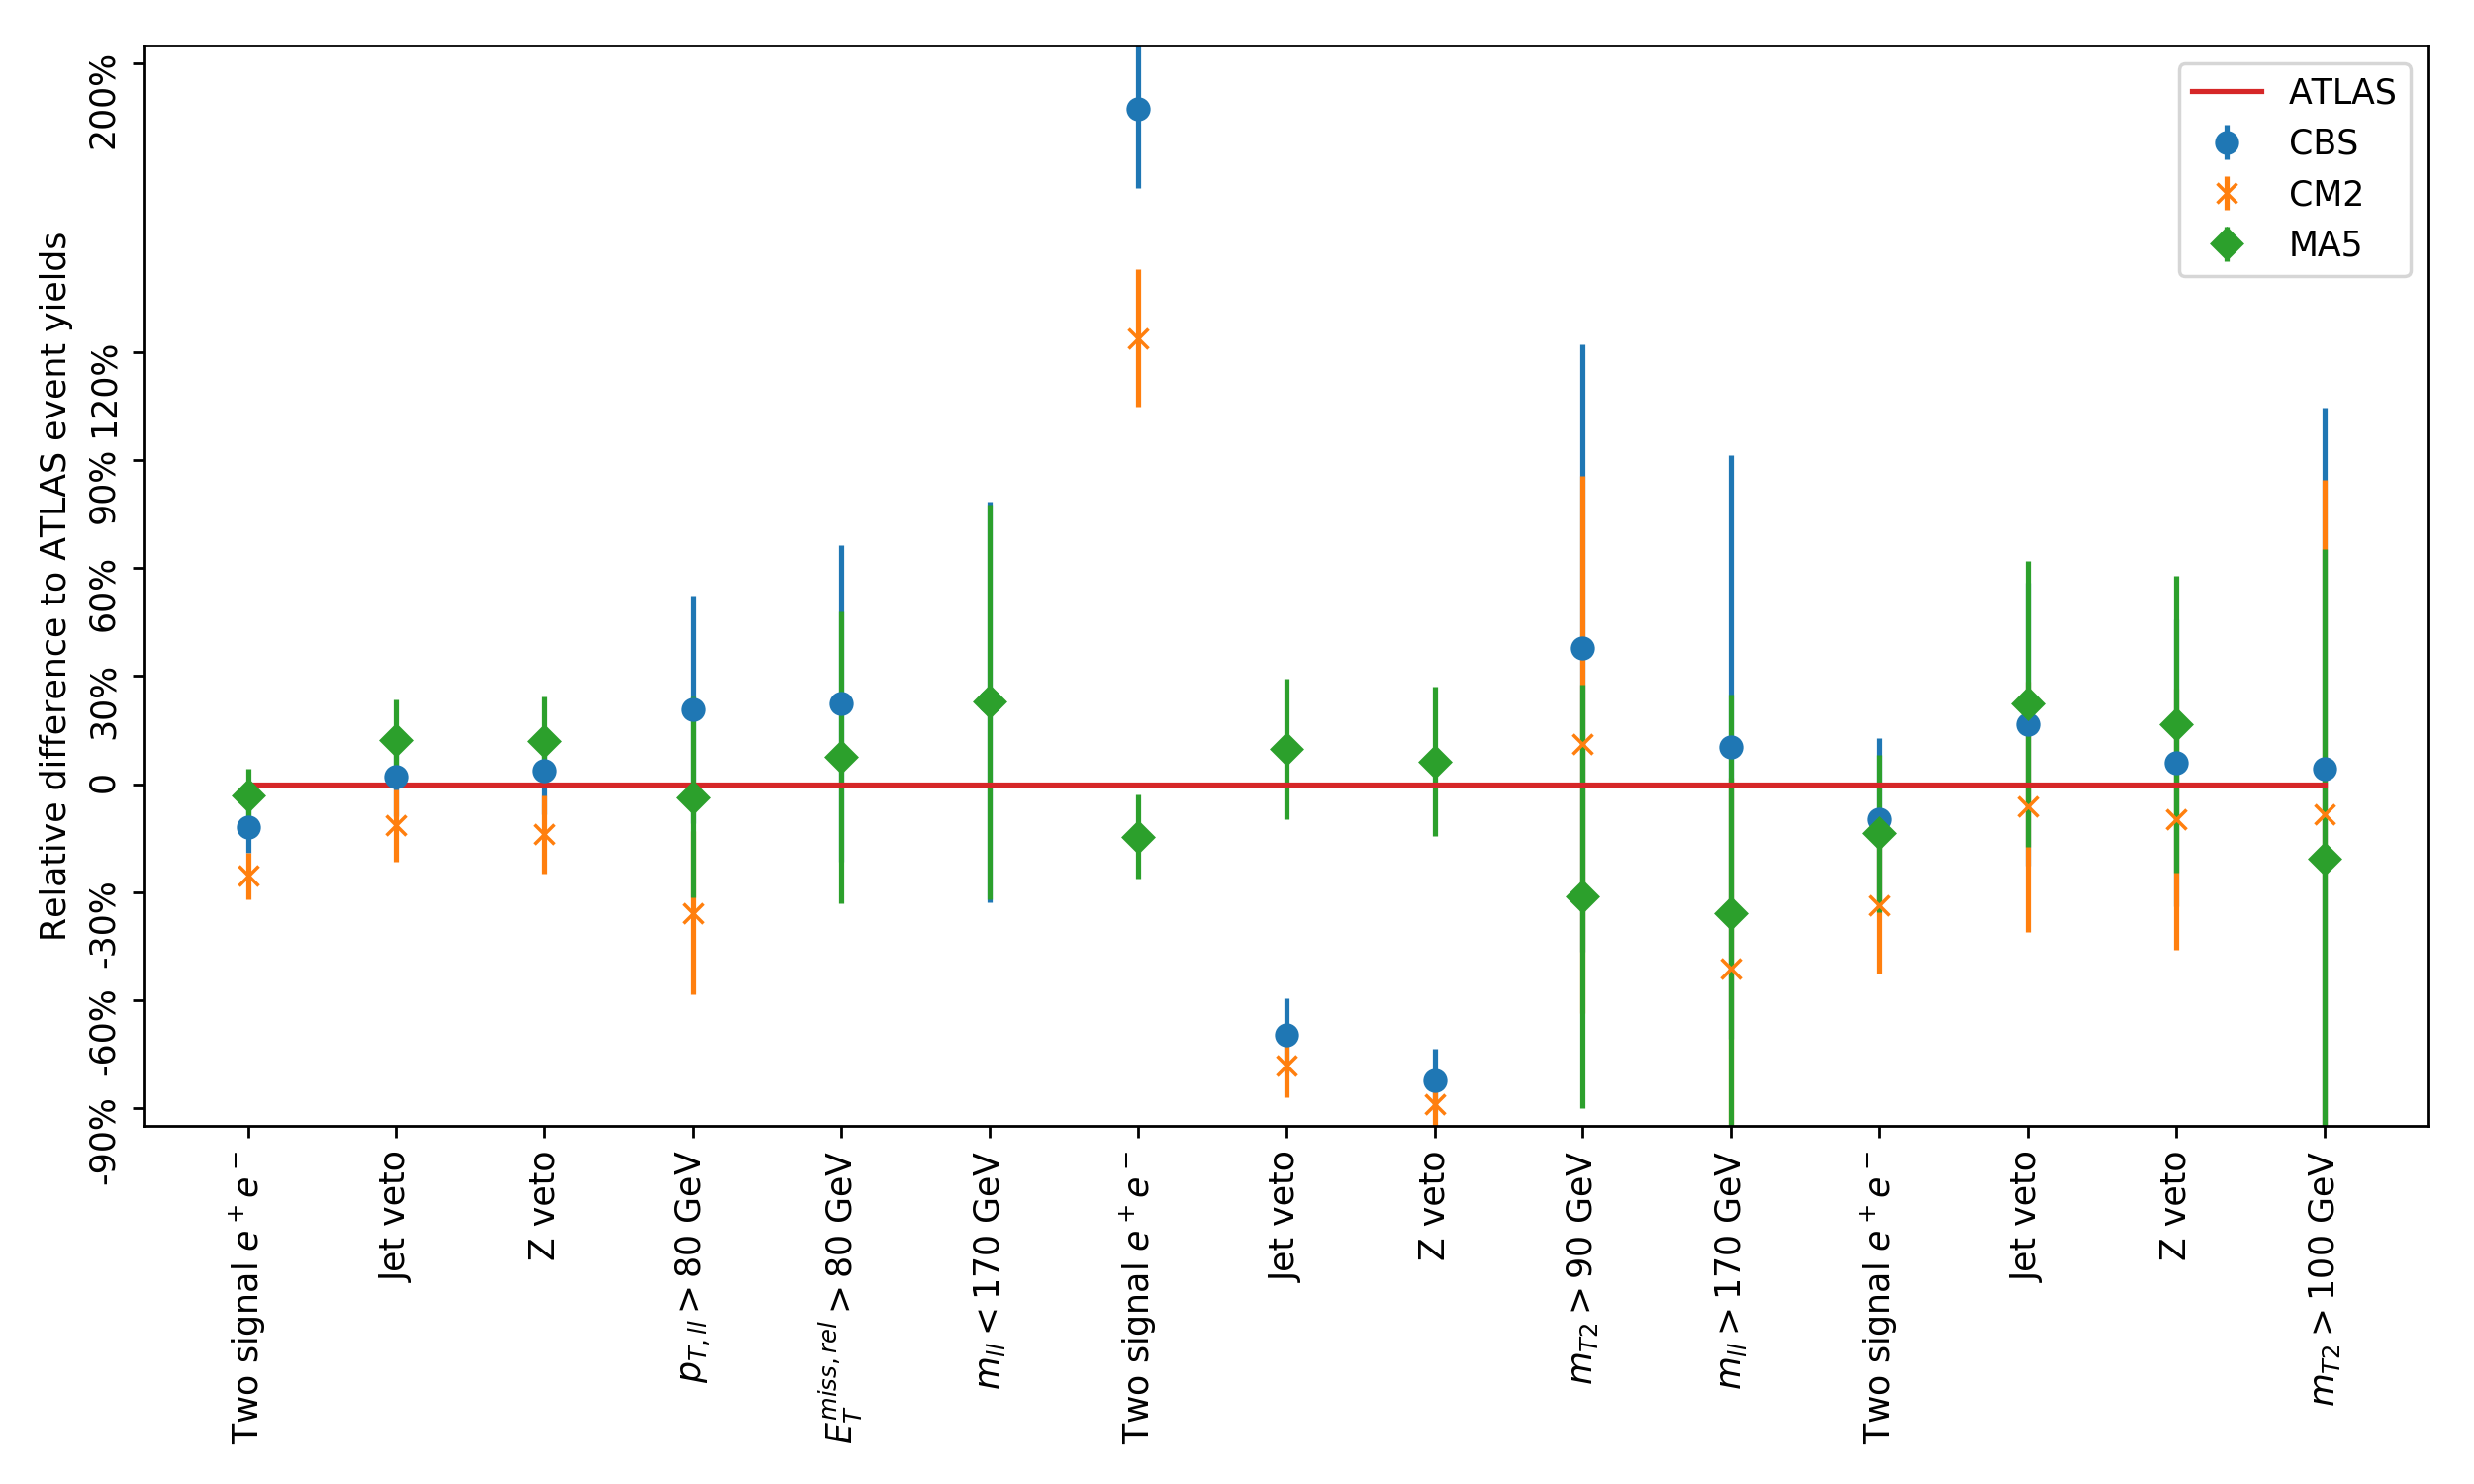 Relative difference to ATLAS event yields
200%
120%
90%
60%
30%
0
-30%
-60%
-90%
ATLAS
CBS
CM2
MA5
Two signal e⁺e⁻
Jet veto
Z veto
p_{T,ll} > 80 GeV
E_T^{miss,rel} > 80 GeV
m_{ll} < 170 GeV
Two signal e⁺e⁻
Jet veto
Z veto
m_{T2} > 90 GeV
m_{ll} > 170 GeV
Two signal e⁺e⁻
Jet veto
Z veto
m_{T2} > 100 GeV